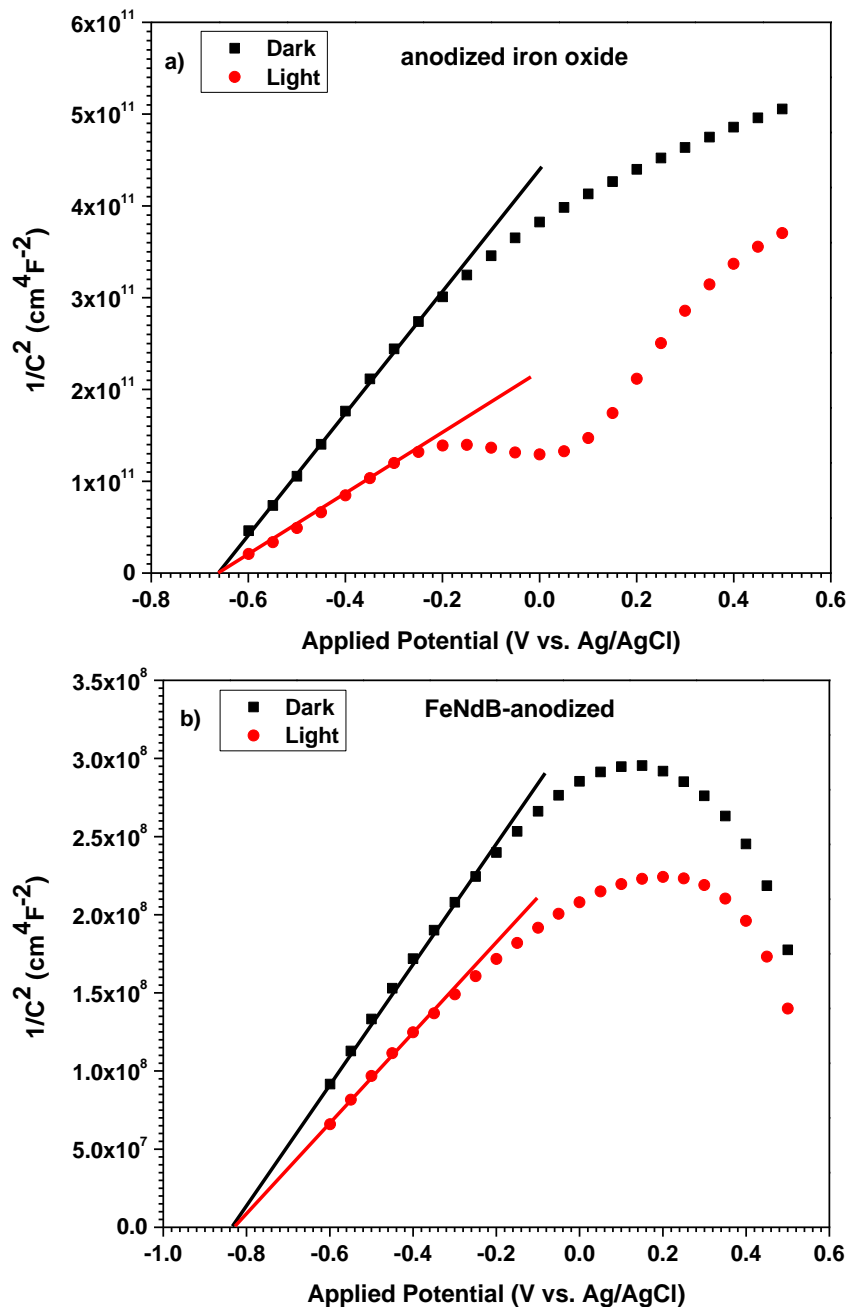 6x10¹¹
5x10¹¹
4x10¹¹
3x10¹¹
2x10¹¹
1x10¹¹
0
1/C² (cm⁴F⁻²)
Dark
Light
a)
anodized iron oxide
-0.8 -0.6 -0.4 -0.2 0.0 0.2 0.4 0.6
Applied Potential (V vs. Ag/AgCl)
3.5x10⁸
3.0x10⁸
2.5x10⁸
2.0x10⁸
1.5x10⁸
1.0x10⁸
5.0x10⁷
0.0
1/C² (cm⁴F⁻²)
Dark
Light
b)
FeNdB-anodized
-1.0 -0.8 -0.6 -0.4 -0.2 0.0 0.2 0.4 0.6
Applied Potential (V vs. Ag/AgCl)